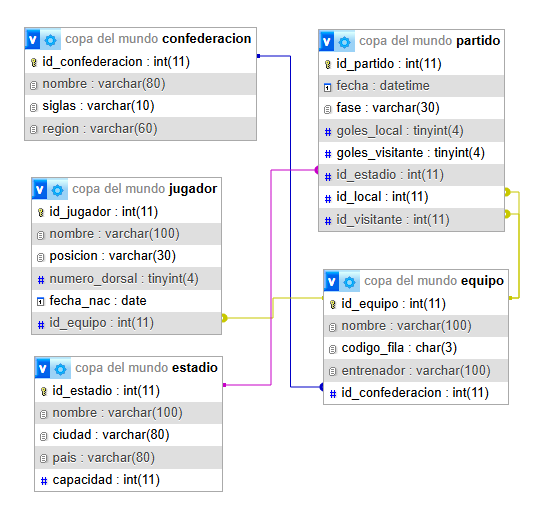 copa del mundo confederacion
id_confederacion : int(11)
nombre : varchar(80)
siglas : varchar(10)
region : varchar(60)
copa del mundo partido
id_partido : int(11)
fecha : datetime
fase : varchar(30)
goles_local : tinyint(4)
goles_visitante : tinyint(4)
id_estadio : int(11)
id_local : int(11)
id_visitante : int(11)
copa del mundo jugador
id_jugador : int(11)
nombre : varchar(100)
posicion : varchar(30)
numero_dorsal : tinyint(4)
fecha_nac : date
id_equipo : int(11)
copa del mundo equipo
id_equipo : int(11)
nombre : varchar(100)
codigo_fila : char(3)
entrenador : varchar(100)
id_confederacion : int(11)
copa del mundo estadio
id_estadio : int(11)
nombre : varchar(100)
ciudad : varchar(80)
pais : varchar(80)
capacidad : int(11)